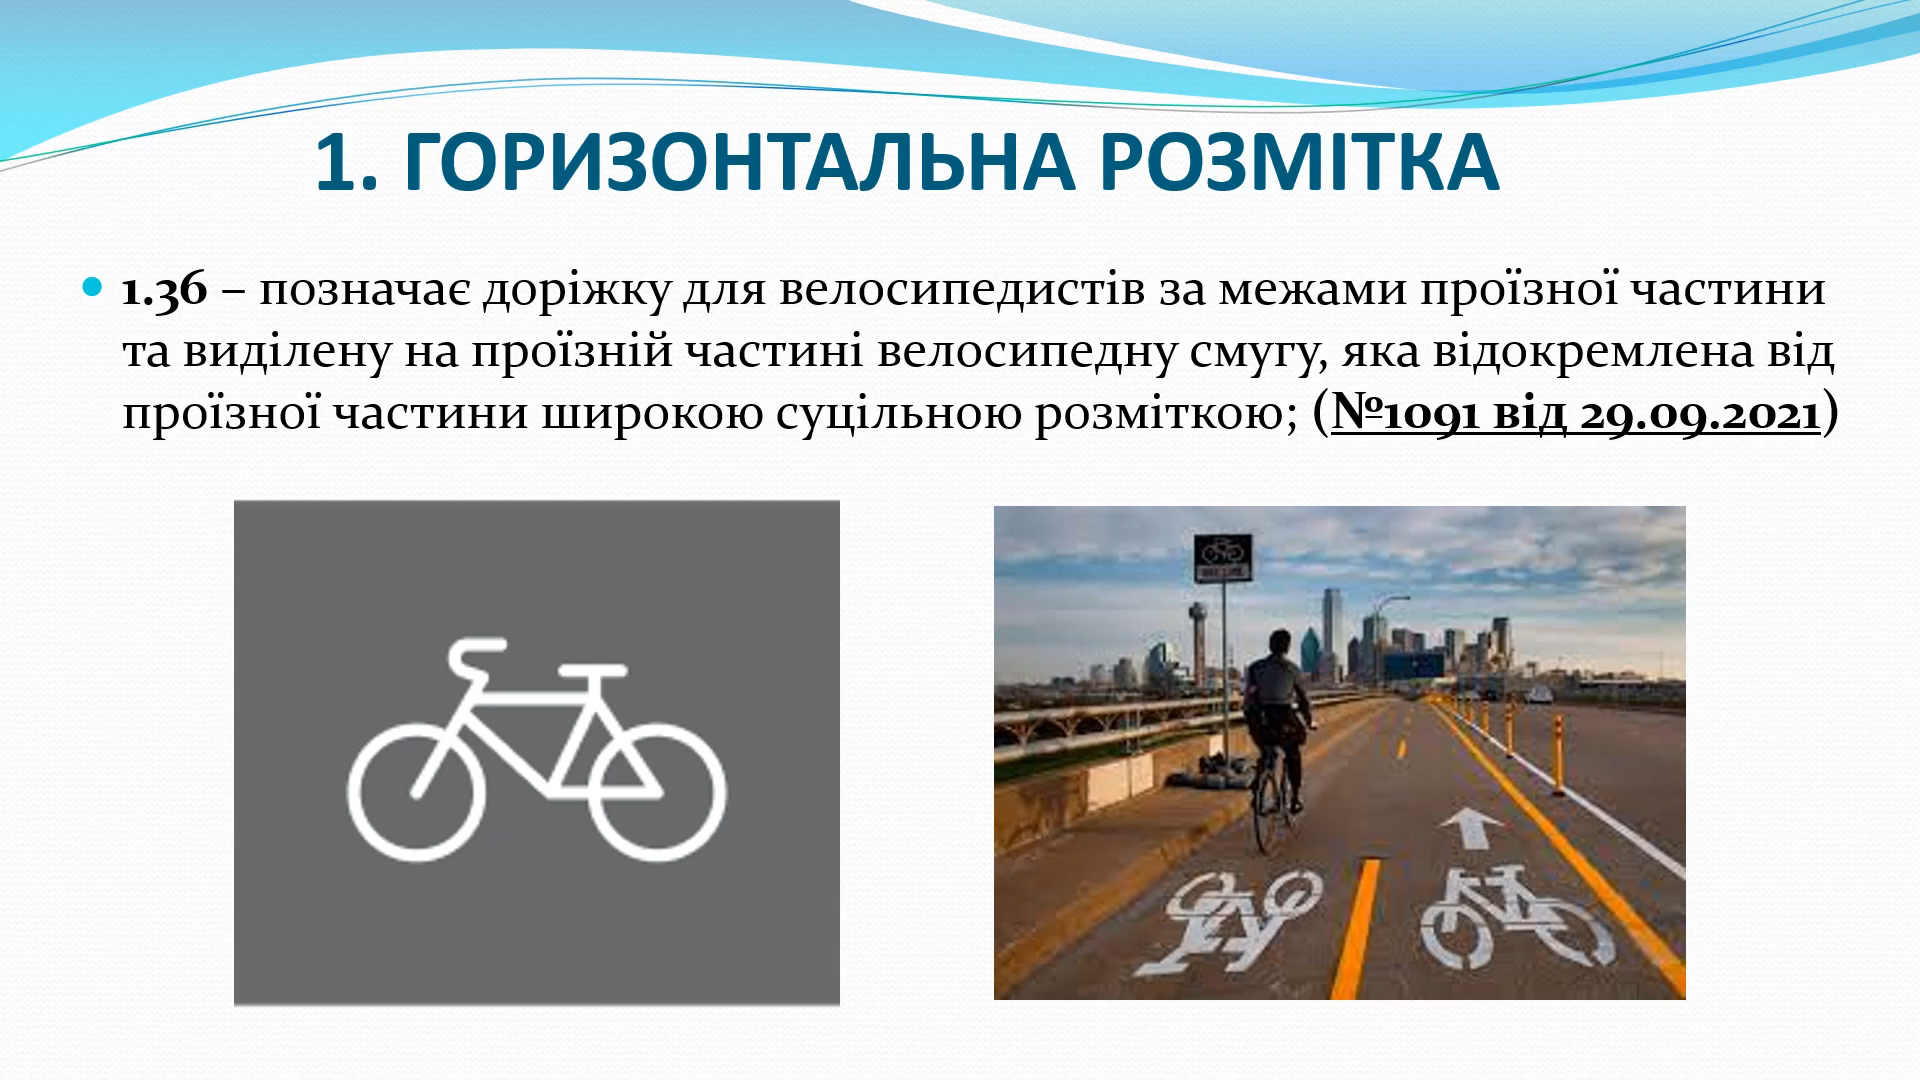 1. ГОРИЗОНТАЛЬНА РОЗМІТКА
1.36 – позначає доріжку для велосипедистів за межами проїзної частини
та виділену на проїзній частині велосипедну смугу, яка відокремлена від
проїзної частини широкою суцільною розміткою; (№1091 від 29.09.2021)